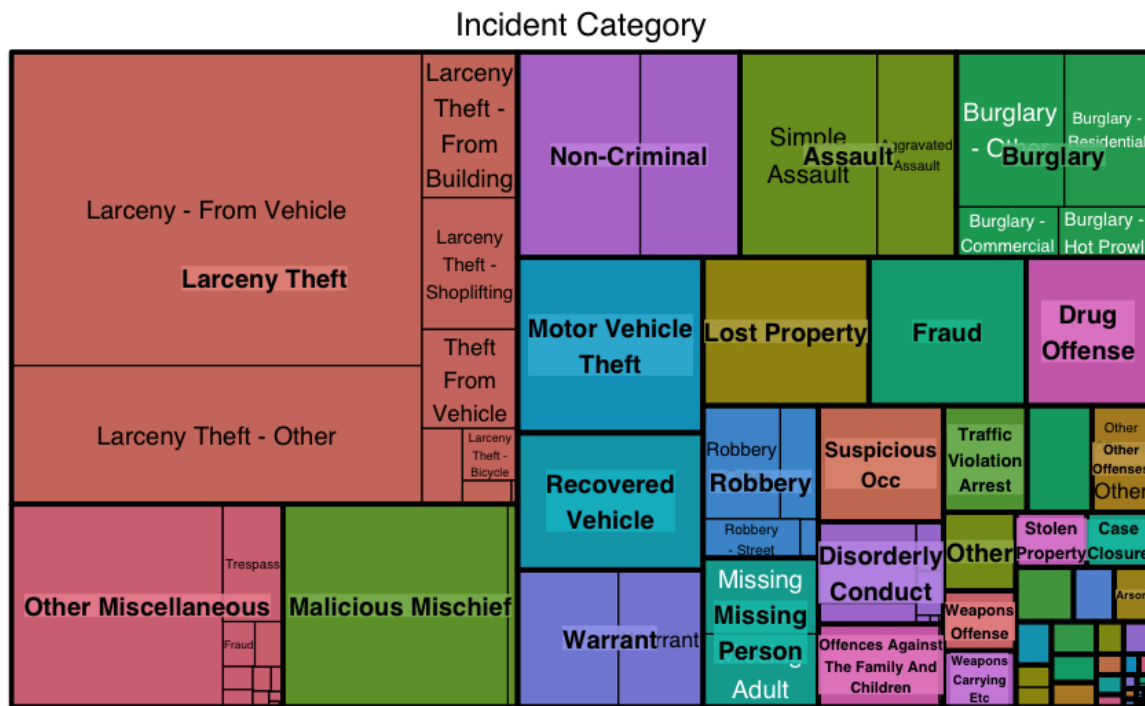 Incident Category
Larceny - From Vehicle
Larceny Theft
Larceny Theft - Other
Larceny
Theft -
From
Building
Larceny
Theft -
Shoplifting
Theft
From
Vehicle
Larceny
Theft -
Bicycle
Other Miscellaneous
Trespass
Fraud
Malicious Mischief
Non-Criminal
Simple
Assault
Assault
Aggravated
Assault
Burglary
- Other
Burglary
Burglary -
Residential
Burglary -
Commercial
Burglary -
Hot Prowl
Motor Vehicle
Theft
Recovered
Vehicle
Warrant
Lost Property
Fraud
Drug
Offense
Robbery
Robbery
Robbery
- Street
Missing
Missing
Person
Adult
Suspicious
Occ
Disorderly
Conduct
Offences Against
The Family And
Children
Traffic
Violation
Arrest
Other
Other
Offenses
Other
Other
Stolen
Property
Case
Closure
Weapons
Offense
Weapons
Carrying
Etc
Arson